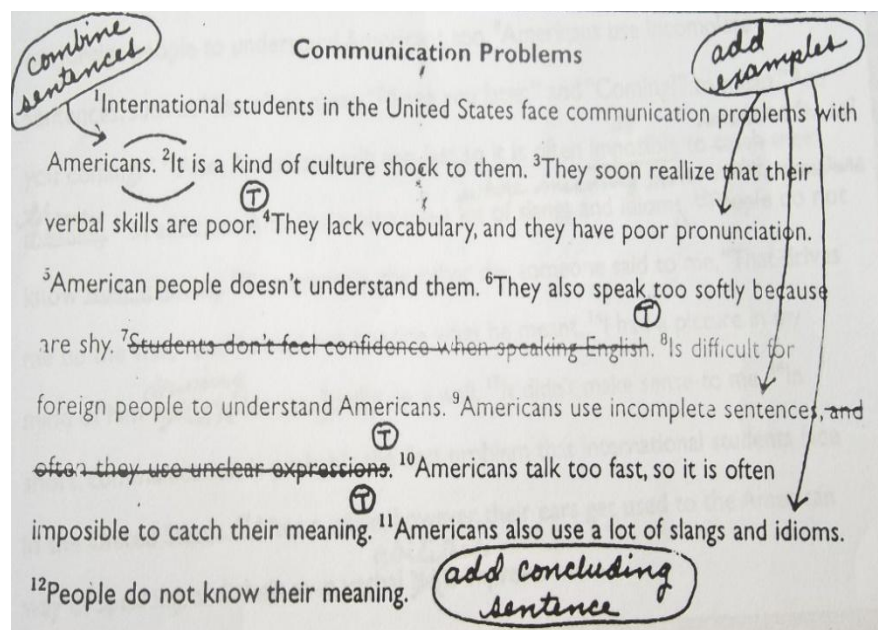 combine
sentences
Communication Problems
add
examples
¹International students in the United States face communication problems with
Americans. ²It is a kind of culture shock to them. ³They soon reallize that their
T
verbal skills are poor. ⁴They lack vocabulary, and they have poor pronunciation.
⁵American people doesn't understand them. ⁶They also speak too softly because
T
are shy. ⁷Students don't feel confidence when speaking English. ⁸Is difficult for
foreign people to understand Americans. ⁹Americans use incomplete sentences, and
T
often they use unclear expressions. ¹⁰Americans talk too fast, so it is often
T
imposible to catch their meaning. ¹¹Americans also use a lot of slangs and idioms.
¹²People do not know their meaning.
add concluding
sentence